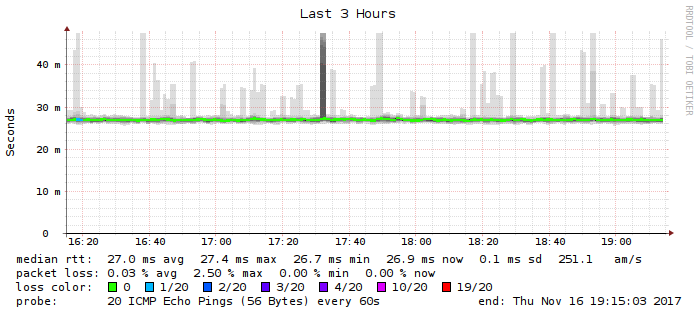 Last 3 Hours
RRDTOOL / TOBI OETIKER
Seconds
40 m
30 m
20 m
10 m
0
16:20 16:40 17:00 17:20 17:40 18:00 18:20 18:40 19:00
median rtt: 27.0 ms avg 27.4 ms max 26.7 ms min 26.9 ms now 0.1 ms sd 251.1 am/s
packet loss: 0.03 % avg 2.50 % max 0.00 % min 0.00 % now
loss color: 0 1/20 2/20 3/20 4/20 10/20 19/20
probe: 20 ICMP Echo Pings (56 Bytes) every 60s end: Thu Nov 16 19:15:03 2017